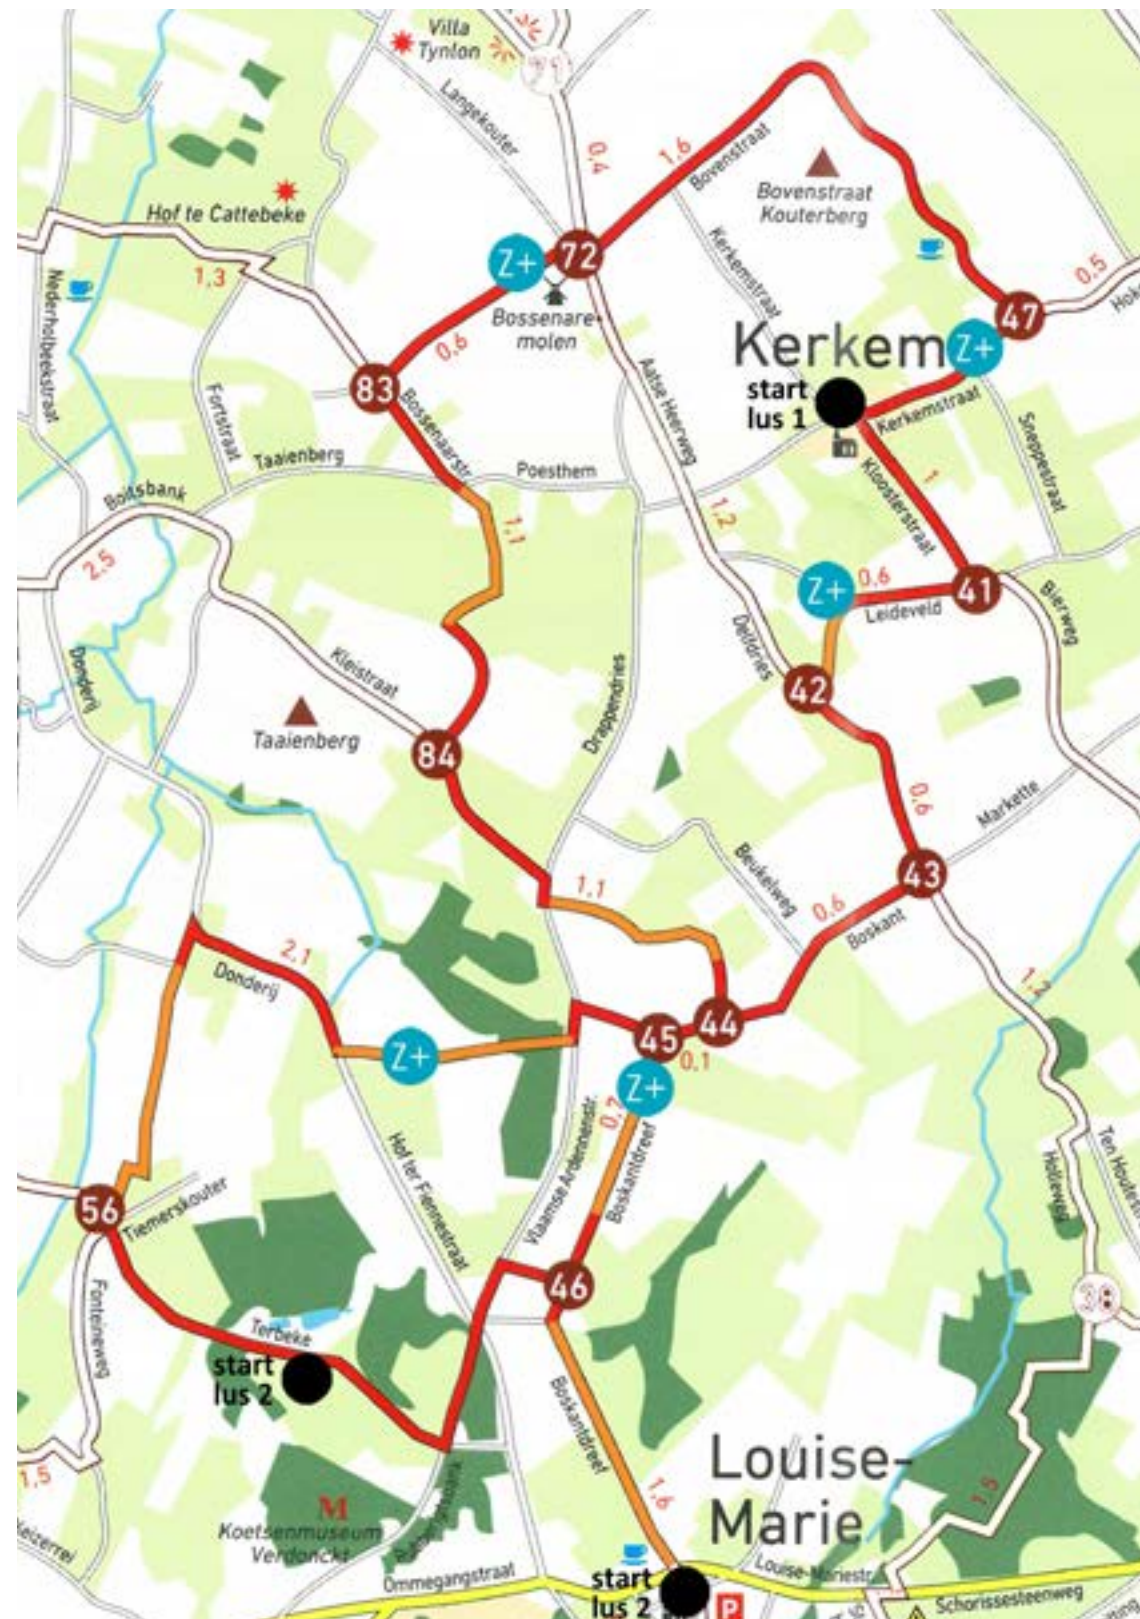 Villa
Tynlon
71
Langekouter
0,4
1,6
Bovenstraat
Bovenstraat
Kouterberg
Hof te Cattebeke
1,3
Nederholbeekstraat
Z+
72
Kerkemstraat
0,5
47
Bossenare-
molen
0,6
Kerkem
Z+
83
Aatse Heerweg
start
lus 1
Kerkemstraat
Bossenaarstr.
Fortstraat
Taaienberg
Poesthem
Sneppestraat
Kloosterstraat
1
Boitsbank
1,1
1,2
2,5
Z+
0,6
41
Leideveld
Bierweg
Donderij
Kleistraat
Delldries
42
Drappendries
Taaienberg
84
0,6
Markette
Beukelweg
43
1,1
0,6
Boskant
2,1
Donderij
1,2
44
45
Z+
0,1
Z+
0,7
Vlaamse Ardennenstr.
Boskantdreef
Hof ter Fiennestraat
Holleweg
56
Tiemerskouter
46
38
Fonteineweg
Terbeke
start
lus 2
Boskantdreef
Louise-
Marie
1,5
1,6
1,5
M
Koetsenmuseum
Verdonckt
Ommegangstraat
start
lus 2
Louise-Mariestr.
P
Schorissesteenweg